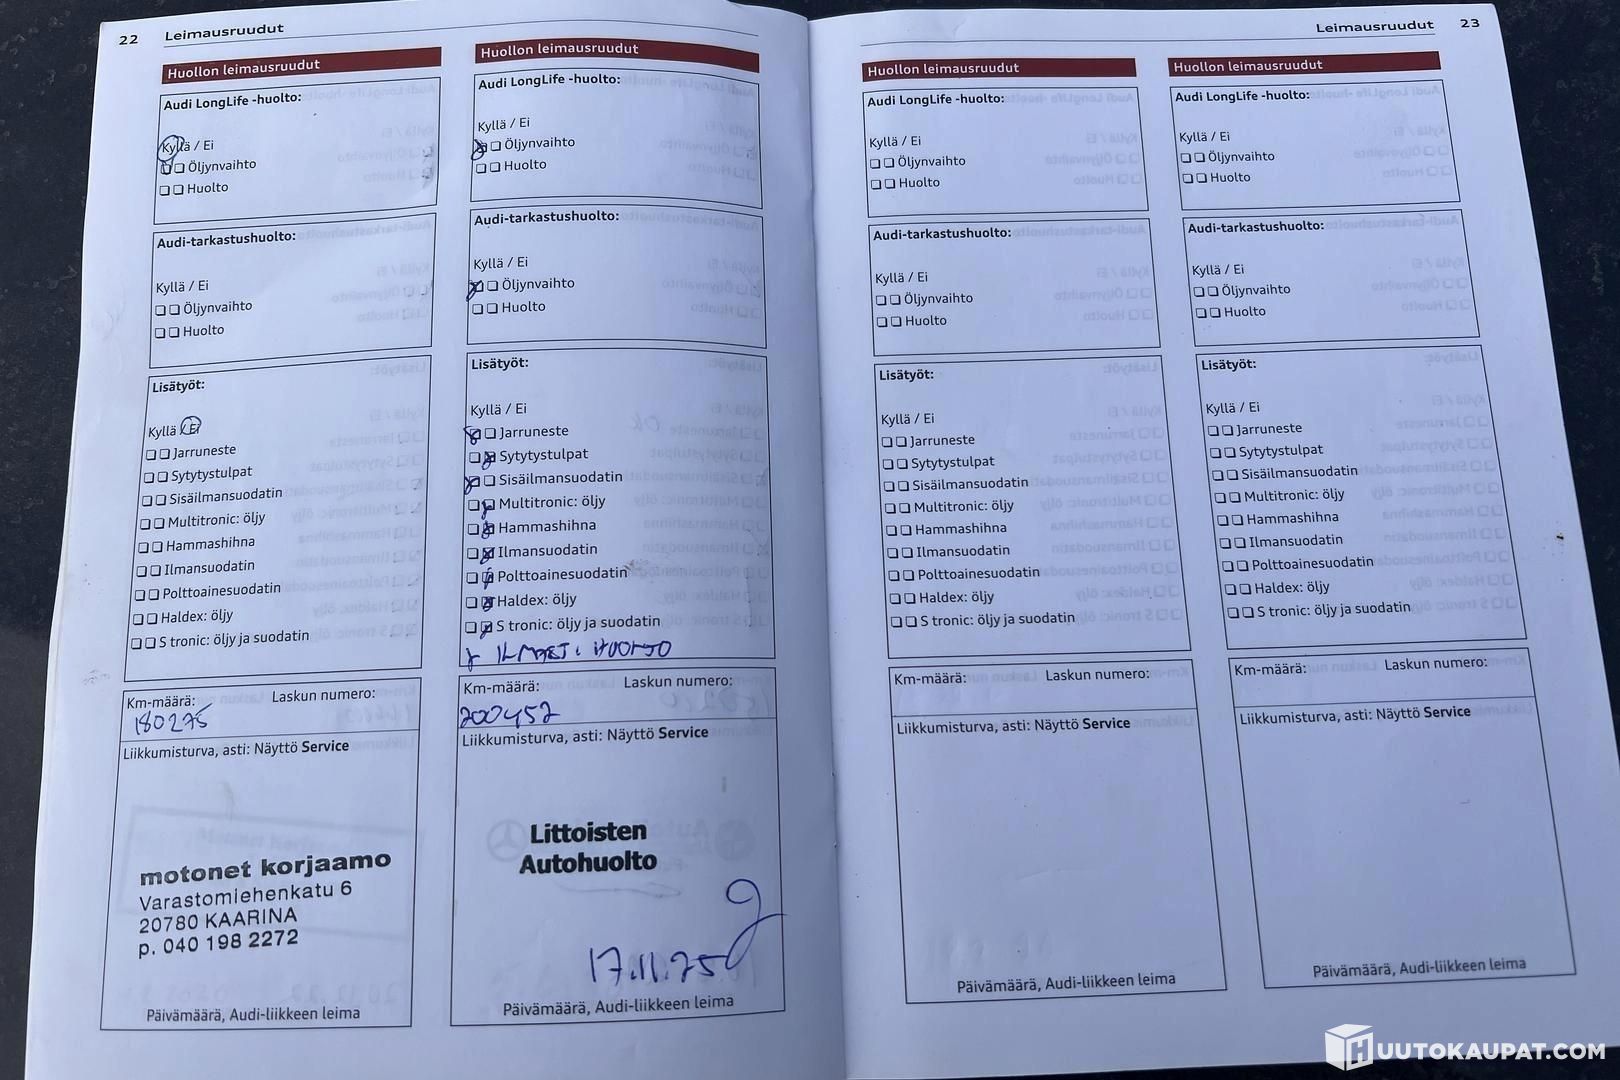 22 Leimausruudut
Huollon leimausruudut
Audi LongLife -huolto:
Kyllä / Ei
Öljynvaihto
Huolto
Audi-tarkastushuolto:
Kyllä / Ei
Öljynvaihto
Huolto
Lisätyöt:
Kyllä / Ei
Jarruneste
Sytytystulpat
Sisäilmansuodatin
Multitronic: öljy
Hammashihna
Ilmansuodatin
Polttoainesuodatin
Haldex: öljy
S tronic: öljy ja suodatin
Km-määrä: Laskun numero:
180275
Liikkumisturva, asti: Näyttö Service
motonet korjaamo
Varastomiehenkatu 6
20780 KAARINA
p. 040 198 2272
Päivämäärä, Audi-liikkeen leima
Huollon leimausruudut
Audi LongLife -huolto:
Kyllä / Ei
Öljynvaihto
Huolto
Audi-tarkastushuolto:
Kyllä / Ei
Öljynvaihto
Huolto
Lisätyöt:
Kyllä / Ei
Jarruneste
Sytytystulpat
Sisäilmansuodatin
Multitronic: öljy
Hammashihna
Ilmansuodatin
Polttoainesuodatin
Haldex: öljy
S tronic: öljy ja suodatin
HUOLTO
Km-määrä: Laskun numero:
200452
Liikkumisturva, asti: Näyttö Service
Littoisten
Autohuolto
17.11.25
Päivämäärä, Audi-liikkeen leima
Leimausruudut 23
Huollon leimausruudut
Audi LongLife -huolto:
Kyllä / Ei
Öljynvaihto
Huolto
Audi-tarkastushuolto:
Kyllä / Ei
Öljynvaihto
Huolto
Lisätyöt:
Kyllä / Ei
Jarruneste
Sytytystulpat
Sisäilmansuodatin
Multitronic: öljy
Hammashihna
Ilmansuodatin
Polttoainesuodatin
Haldex: öljy
S tronic: öljy ja suodatin
Km-määrä: Laskun numero:
Liikkumisturva, asti: Näyttö Service
Päivämäärä, Audi-liikkeen leima
Huollon leimausruudut
Audi LongLife -huolto:
Kyllä / Ei
Öljynvaihto
Huolto
Audi-tarkastushuolto:
Kyllä / Ei
Öljynvaihto
Huolto
Lisätyöt:
Kyllä / Ei
Jarruneste
Sytytystulpat
Sisäilmansuodatin
Multitronic: öljy
Hammashihna
Ilmansuodatin
Polttoainesuodatin
Haldex: öljy
S tronic: öljy ja suodatin
Km-määrä: Laskun numero:
Liikkumisturva, asti: Näyttö Service
Päivämäärä, Audi-liikkeen leima
HUUTOKAUPAT.COM